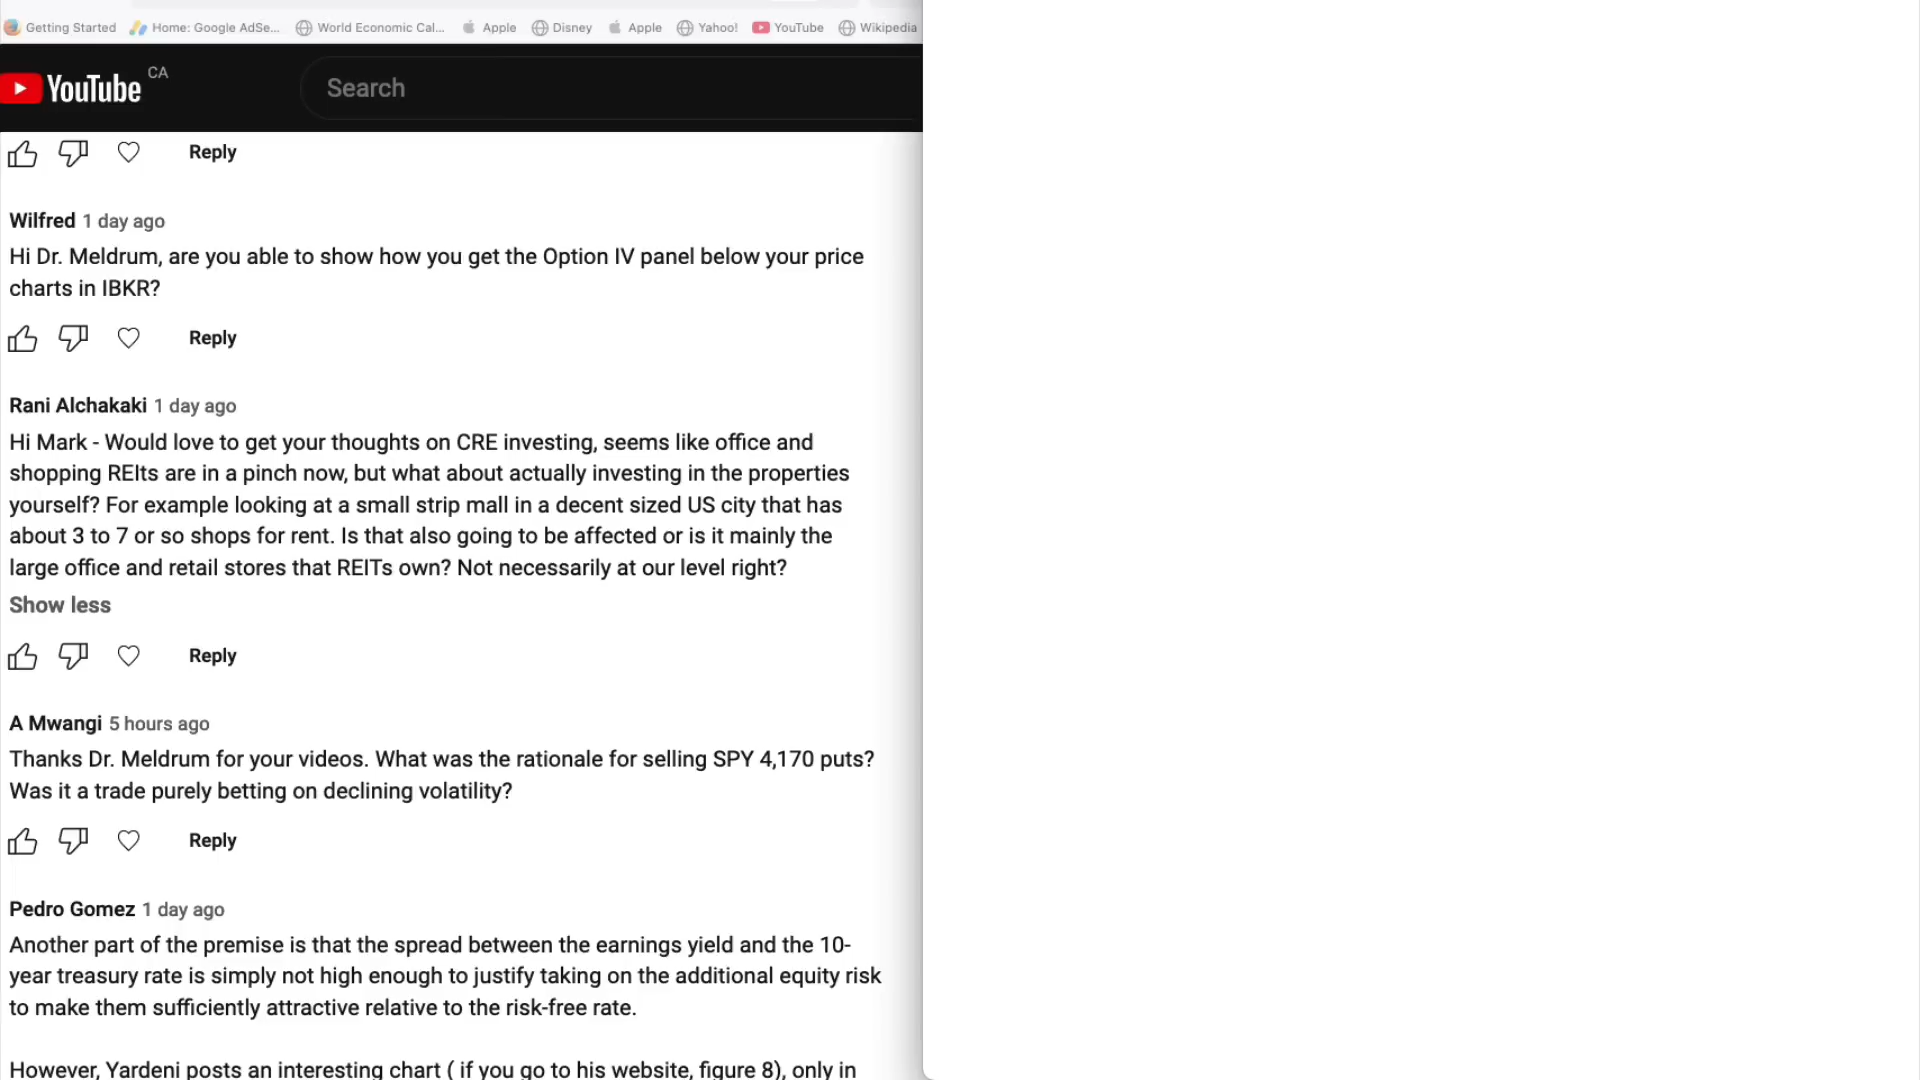 Getting Started Home: Google AdSe... World Economic Cal... Apple Disney Apple Yahoo! YouTube Wikipedia
YouTube CA Search
Reply
Wilfred 1 day ago
Hi Dr. Meldrum, are you able to show how you get the Option IV panel below your price
charts in IBKR?
Reply
Rani Alchakaki 1 day ago
Hi Mark - Would love to get your thoughts on CRE investing, seems like office and
shopping REIts are in a pinch now, but what about actually investing in the properties
yourself? For example looking at a small strip mall in a decent sized US city that has
about 3 to 7 or so shops for rent. Is that also going to be affected or is it mainly the
large office and retail stores that REITs own? Not necessarily at our level right?
Show less
Reply
A Mwangi 5 hours ago
Thanks Dr. Meldrum for your videos. What was the rationale for selling SPY 4,170 puts?
Was it a trade purely betting on declining volatility?
Reply
Pedro Gomez 1 day ago
Another part of the premise is that the spread between the earnings yield and the 10-
year treasury rate is simply not high enough to justify taking on the additional equity risk
to make them sufficiently attractive relative to the risk-free rate.
However, Yardeni posts an interesting chart ( if you go to his website, figure 8), only in